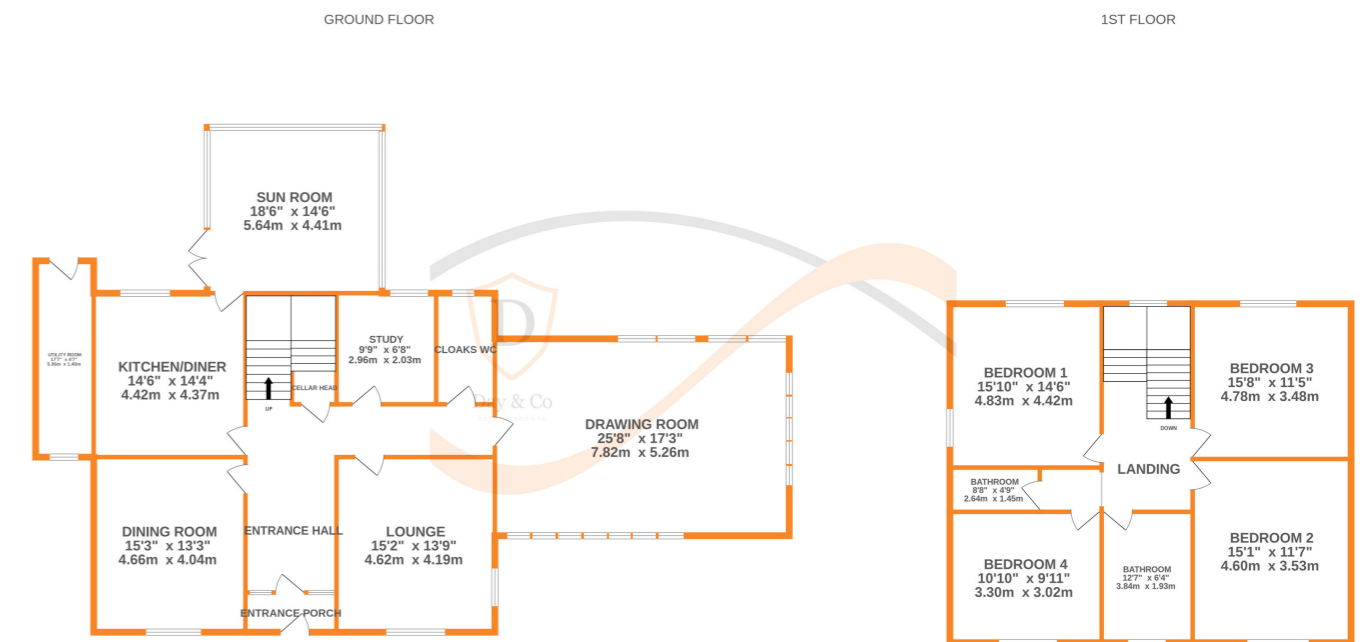 GROUND FLOOR
1ST FLOOR
SUN ROOM
18'6" x 14'6"
5.64m x 4.41m
UTILITY ROOM
KITCHEN/DINER
14'6" x 14'4"
4.42m x 4.37m
UP
CELLAR HEAD
STUDY
9'9" x 6'8"
2.96m x 2.03m
CLOAKS WC
D
Day & Co
DRAWING ROOM
25'8" x 17'3"
7.82m x 5.26m
DINING ROOM
15'3" x 13'3"
4.66m x 4.04m
ENTRANCE HALL
LOUNGE
15'2" x 13'9"
4.62m x 4.19m
ENTRANCE PORCH
BEDROOM 1
15'10" x 14'6"
4.83m x 4.42m
BEDROOM 3
15'8" x 11'5"
4.78m x 3.48m
DOWN
LANDING
BATHROOM
8'8" x 4'9"
2.64m x 1.45m
BEDROOM 4
10'10" x 9'11"
3.30m x 3.02m
BATHROOM
12'7" x 6'4"
3.84m x 1.93m
BEDROOM 2
15'1" x 11'7"
4.60m x 3.53m